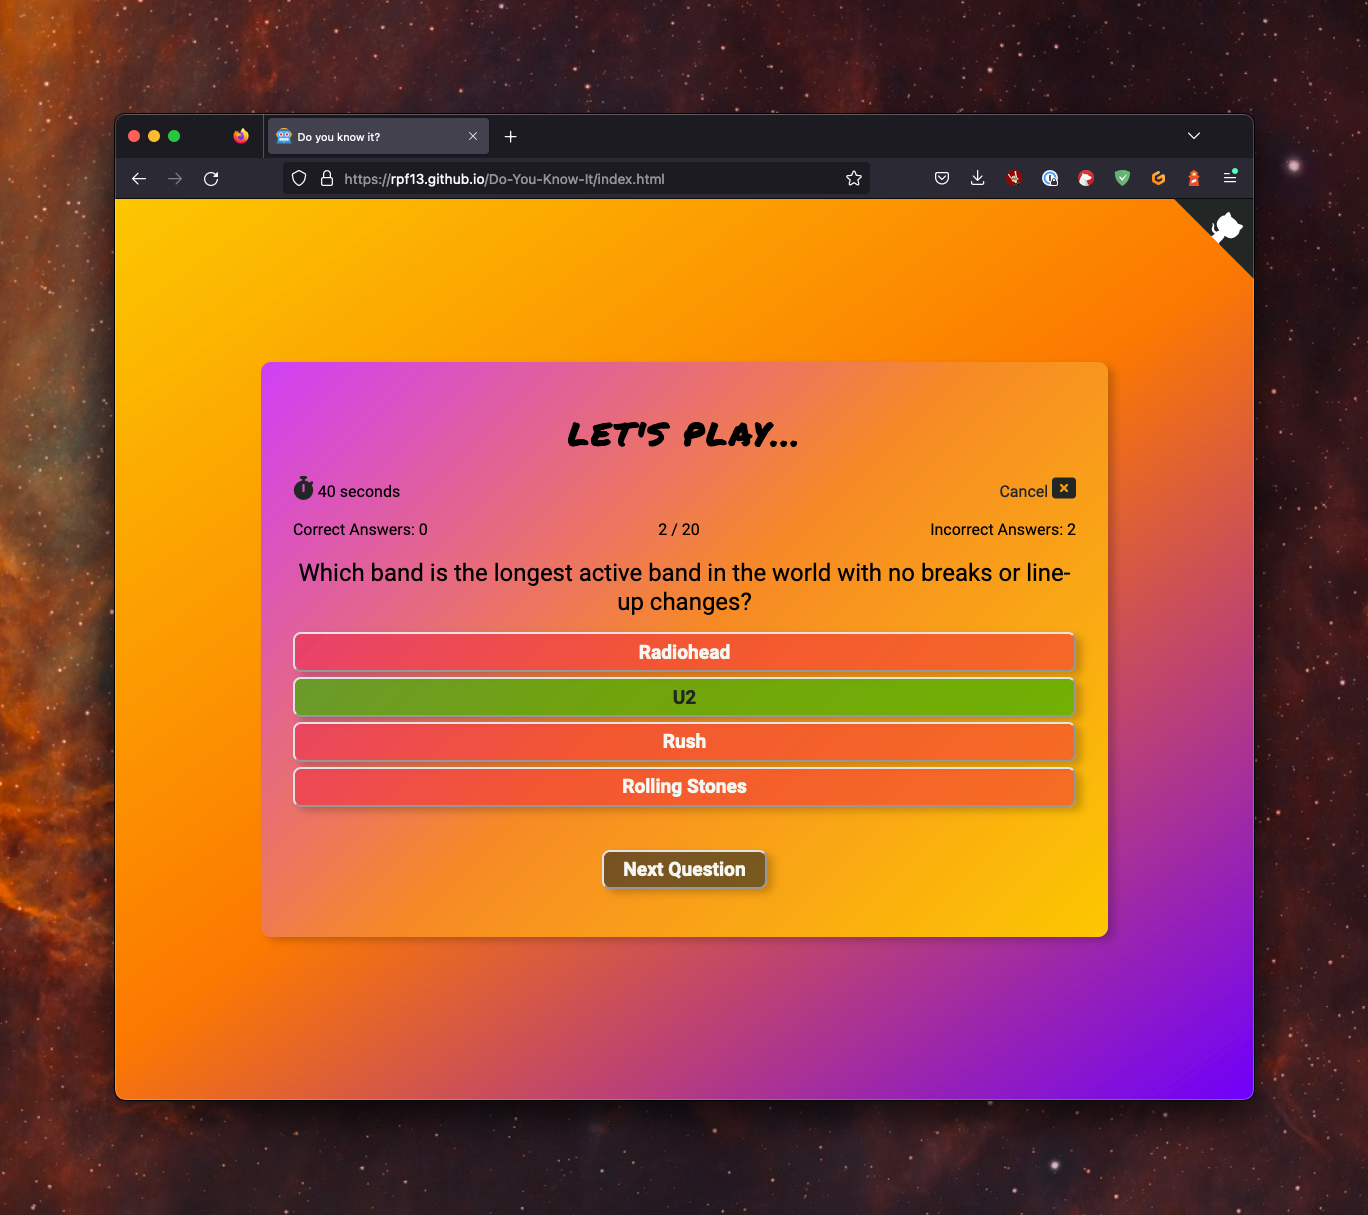 Do you know it?
https://rpf13.github.io/Do-You-Know-It/index.html
LET'S PLAY...
40 seconds
Cancel
Correct Answers: 0
2 / 20
Incorrect Answers: 2
Which band is the longest active band in the world with no breaks or line-
up changes?
Radiohead
U2
Rush
Rolling Stones
Next Question